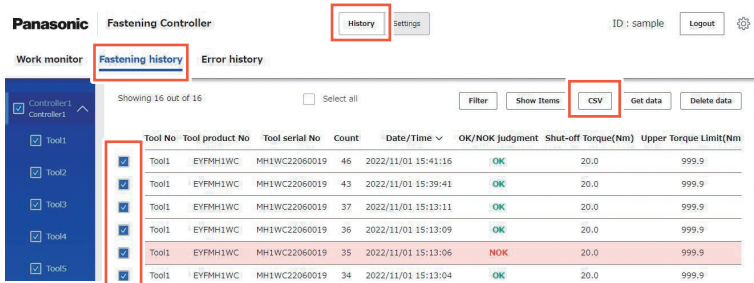 Panasonic Fastening Controller History Settings ID : sample Logout
Work monitor Fastening history Error history
Showing 16 out of 16 Select all Filter Show Items CSV Get data Delete data
Controller1
Controller1
Tool No Tool product No Tool serial No Count Date/Time OK/NOK judgment Shut-off Torque(Nm) Upper Torque Limit(Nm
Tool1
Tool1 EYFMH1WC MH1WC22060019 46 2022/11/01 15:41:16 OK 20.0 999.9
Tool2
Tool1 EYFMH1WC MH1WC22060019 43 2022/11/01 15:39:41 OK 20.0 999.9
Tool3
Tool1 EYFMH1WC MH1WC22060019 37 2022/11/01 15:13:11 OK 20.0 999.9
Tool4
Tool1 EYFMH1WC MH1WC22060019 36 2022/11/01 15:13:09 OK 20.0 999.9
Tool1 EYFMH1WC MH1WC22060019 35 2022/11/01 15:13:06 NOK 20.0 999.9
Tool5
Tool1 EYFMH1WC MH1WC22060019 34 2022/11/01 15:13:04 OK 20.0 999.9